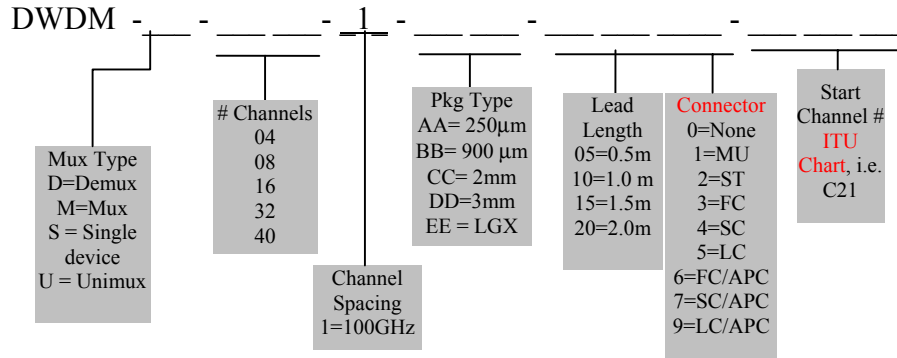 DWDM - - - 1 - - -
Mux Type
D=Demux
M=Mux
S = Single
device
U = Unimux
# Channels
04
08
16
32
40
Channel
Spacing
1=100GHz
Pkg Type
AA= 250µm
BB= 900 µm
CC= 2mm
DD=3mm
EE = LGX
Lead
Length
05=0.5m
10=1.0 m
15=1.5m
20=2.0m
Connector
0=None
1=MU
2=ST
3=FC
4=SC
5=LC
6=FC/APC
7=SC/APC
9=LC/APC
Start
Channel #
ITU
Chart, i.e.
C21